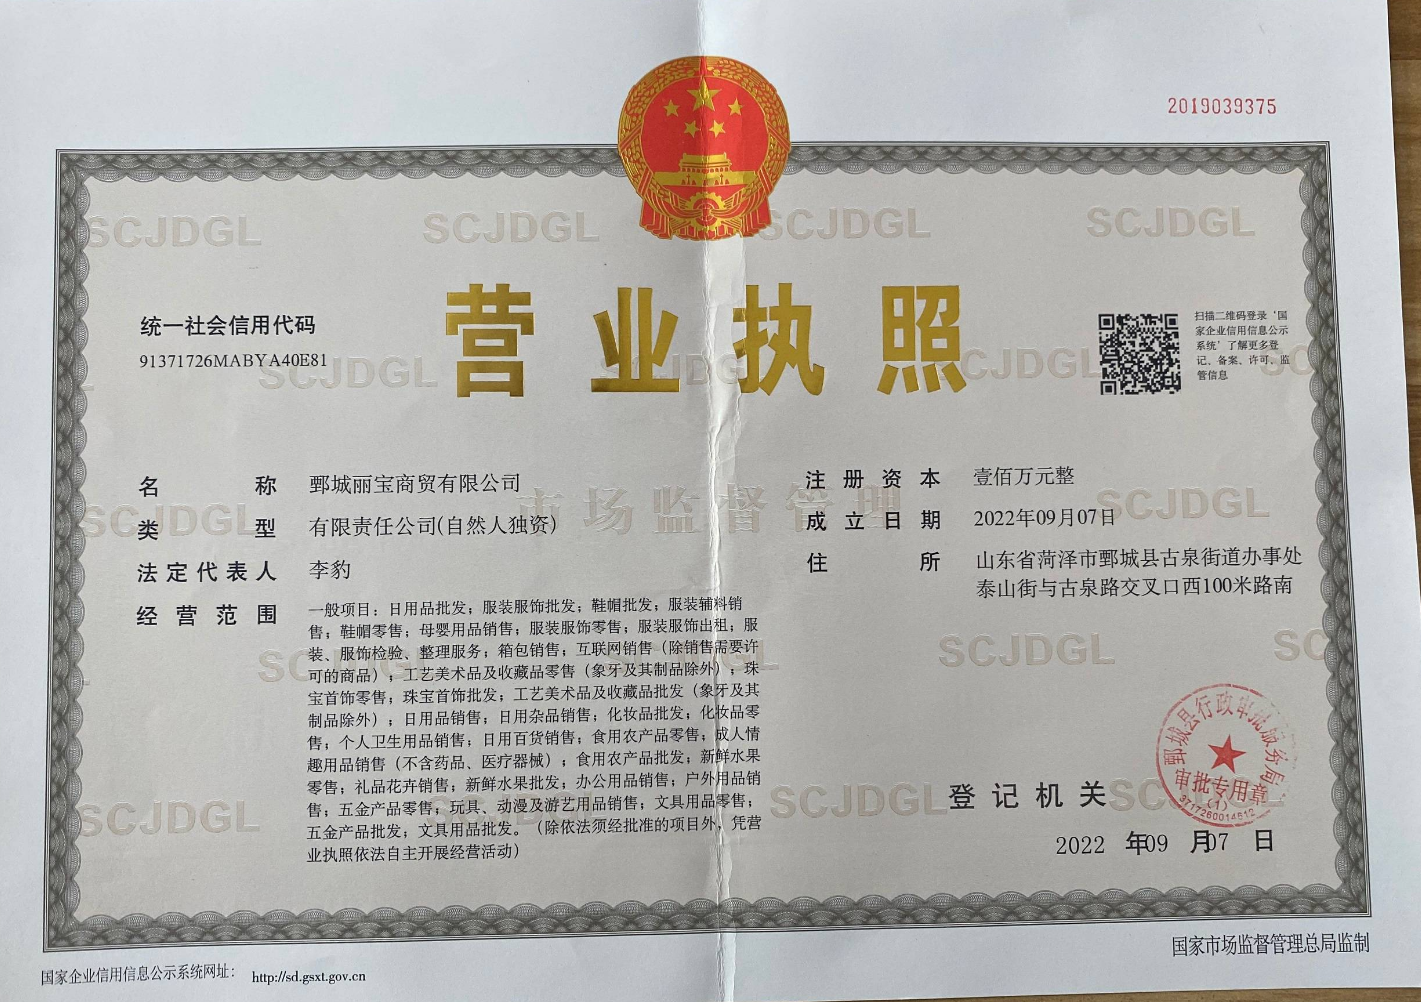 2019039375
营业执照
统一社会信用代码
91371726MABYA40E81
扫描二维码登录‘国
家企业信用信息公示
系统’了解更多登
记、备案、许可、监
管信息
名称 鄄城丽宝商贸有限公司
类型 有限责任公司(自然人独资)
法定代表人 李豹
经营范围 一般项目：日用品批发；服装服饰批发；鞋帽批发；服装辅料销
售；鞋帽零售；母婴用品销售；服装服饰零售；服装服饰出租；服
装、服饰检验、整理服务；箱包销售；互联网销售（除销售需要许
可的商品）；工艺美术品及收藏品零售（象牙及其制品除外）；珠
宝首饰零售；珠宝首饰批发；工艺美术品及收藏品批发（象牙及其
制品除外）；日用品销售；日用杂品销售；化妆品批发；化妆品零
售；个人卫生用品销售；日用百货销售；食用农产品零售；成人情
趣用品销售（不含药品、医疗器械）；食用农产品批发；新鲜水果
零售；礼品花卉销售；新鲜水果批发；办公用品销售；户外用品销
售；五金产品零售；玩具、动漫及游艺用品销售；文具用品零售；
五金产品批发；文具用品批发。（除依法须经批准的项目外，凭营
业执照依法自主开展经营活动）
注册资本 壹佰万元整
成立日期 2022年09月07日
住所 山东省菏泽市鄄城县古泉街道办事处
泰山街与古泉路交叉口西100米路南
市场监督管理
SCJDGL
登记机关
鄄城县行政审批服务局
审批专用章
（1）
3717260014812
2022 年09 月07 日
国家企业信用信息公示系统网址： http://sd.gsxt.gov.cn
国家市场监督管理总局监制